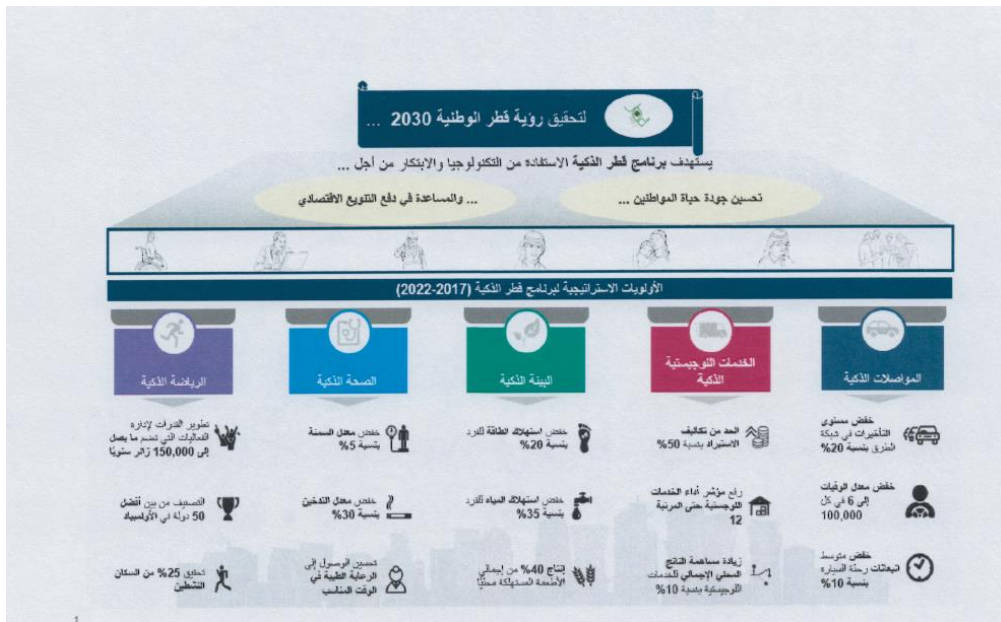 لتحقيق رؤية قطر الوطنية 2030 ...
يستهدف برنامج قطر الذكية الاستفادة من التكنولوجيا والابتكار من أجل ...
تحسين جودة حياة المواطنين ...
... والمساعدة في دفع التنويع الاقتصادي
الأولويات الاستراتيجية لبرنامج قطر الذكية (2017-2022)
المواصلات الذكية
خفض مستوى
التأخيرات في شبكة
الطرق بنسبة 20%
خفض معدل الوفيات
إلى 6 في كل
100,000
خفض متوسط
انبعاثات رحلة السيارة
بنسبة 10%
الخدمات اللوجيستية
الذكية
الحد من تكاليف
الاستيراد بنسبة 50%
رفع مؤشر أداء الخدمات
اللوجستية حتى المرتبة
12
زيادة مساهمة الناتج
المحلي الإجمالي للخدمات
اللوجيستية بنسبة 10%
البيئة الذكية
خفض استهلاك الطاقة للفرد
بنسبة 20%
خفض استهلاك المياه للفرد
بنسبة 35%
إنتاج 40% من إجمالي
الأطعمة المستهلكة محليًا
الصحة الذكية
خفض معدل السمنة
بنسبة 5%
خفض معدل التدخين
بنسبة 30%
تحسين الوصول إلى
الرعاية الطبية في
الوقت المناسب
الرياضة الذكية
تطوير القدرات لإدارة
الفعاليات التي تضم ما يصل
إلى 150,000 زائر سنويًا
التصنيف من بين أفضل
50 دولة في الأولمبياد
تحقيق 25% من السكان
النشطين
1